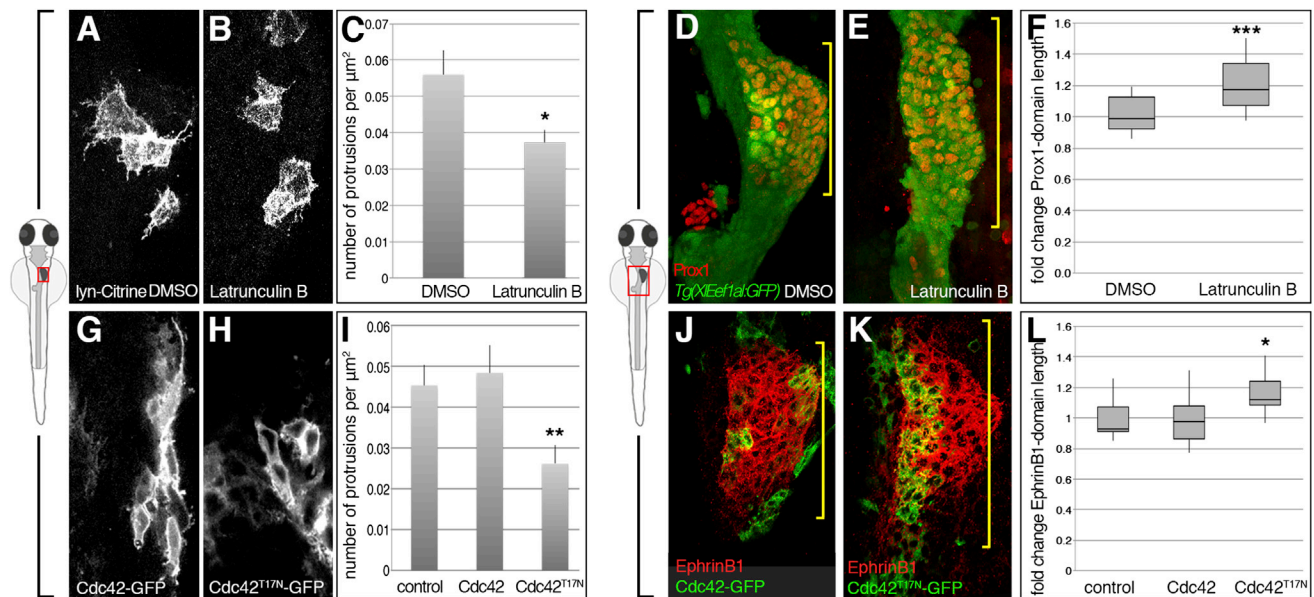 A
lyn-Citrine DMSO
B
Latrunculin B
C
number of protrusions per µm2
0.07
0.06
0.05
0.04
0.03
0.02
0.01
0
*
DMSO
Latrunculin B
D
Prox1
Tg(XlEef1al:GFP) DMSO
E
Latrunculin B
F
fold change Prox1-domain length
1.6
1.4
1.2
1.0
0.8
0.6
0.4
0.2
0.0
***
DMSO
Latrunculin B
G
Cdc42-GFP
H
Cdc42T17N-GFP
I
number of protrusions per µm2
0.06
0.05
0.04
0.03
0.02
0.01
0
**
control
Cdc42
Cdc42T17N
J
EphrinB1
Cdc42-GFP
K
EphrinB1
Cdc42T17N-GFP
L
fold change EphrinB1-domain length
1.6
1.4
1.2
1
0.8
0.6
0.4
0.2
0
*
control
Cdc42
Cdc42T17N